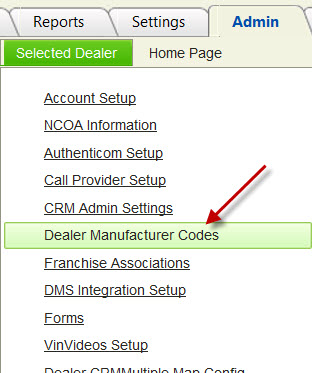 Reports Settings Admin
Selected Dealer Home Page
Account Setup
NCOA Information
Authenticom Setup
Call Provider Setup
CRM Admin Settings
Dealer Manufacturer Codes
Franchise Associations
DMS Integration Setup
Forms
VinVideos Setup
Dealer CRMMultiple Map Config